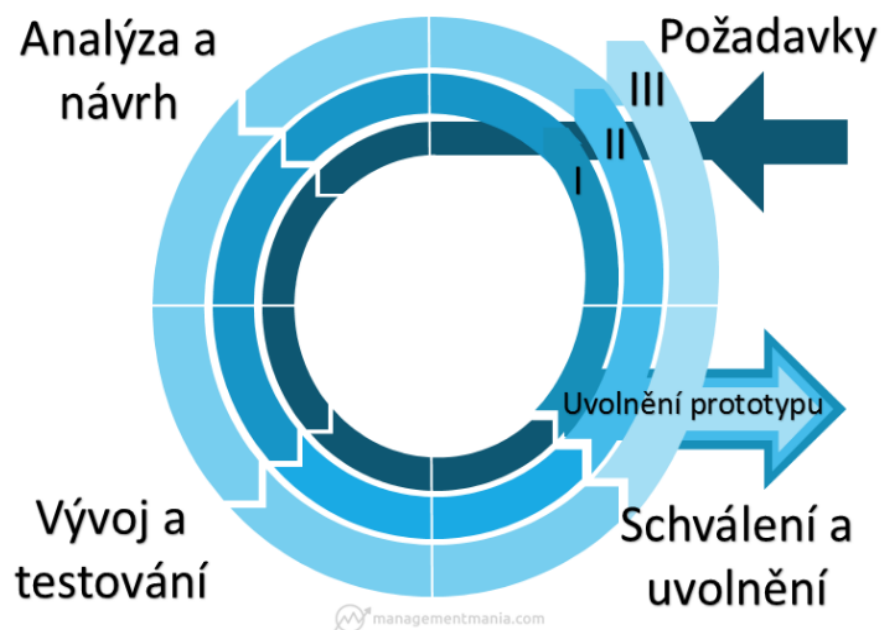 Analýza a
návrh
Požadavky
III
II
I
Uvolnění prototypu
Vývoj a
testování
Schválení a
uvolnění
managementmania.com